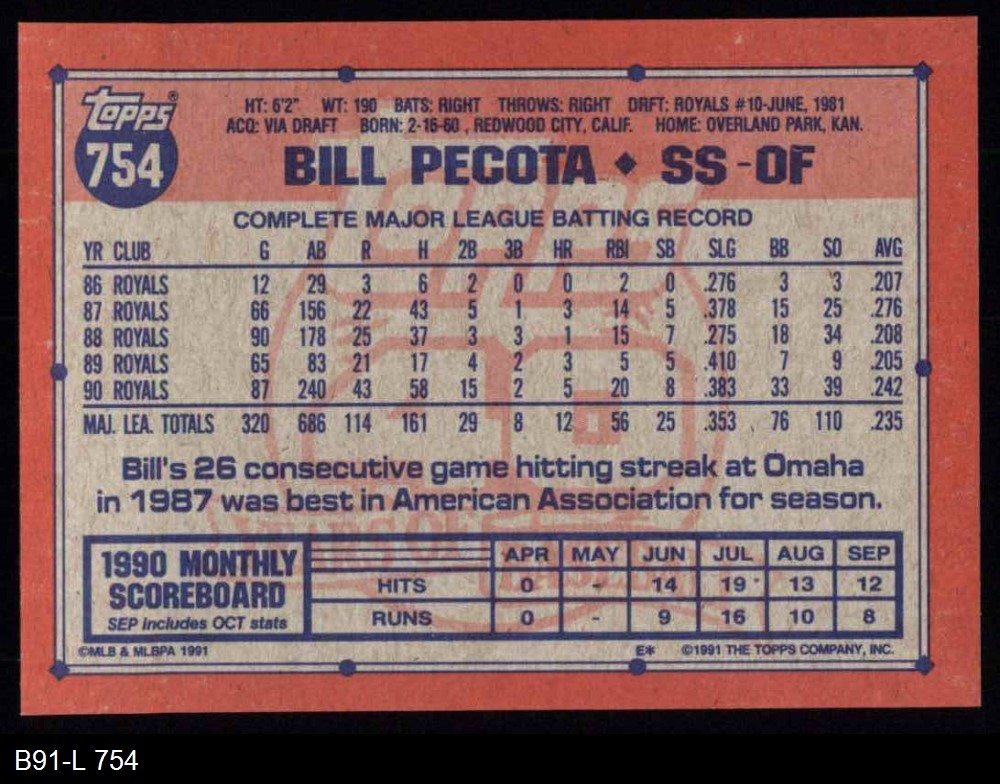 topps®
754
HT: 6'2" WT: 190 BATS: RIGHT THROWS: RIGHT DRFT: ROYALS #10-JUNE, 1981
ACQ: VIA DRAFT BORN: 2-16-60 , REDWOOD CITY, CALIF. HOME: OVERLAND PARK, KAN.
BILL PECOTA ◆ SS-OF
COMPLETE MAJOR LEAGUE BATTING RECORD
YR CLUB G AB R H 2B 3B HR RBI SB SLG BB SO AVG
86 ROYALS 12 29 3 6 2 0 0 2 0 .276 3 3 .207
87 ROYALS 66 156 22 43 5 1 3 14 5 .378 15 25 .276
88 ROYALS 90 178 25 37 3 3 1 15 7 .275 18 34 .208
89 ROYALS 65 83 21 17 4 2 3 5 5 .410 7 9 .205
90 ROYALS 87 240 43 58 15 2 5 20 8 .383 33 39 .242
MAJ. LEA. TOTALS 320 686 114 161 29 8 12 56 25 .353 76 110 .235
Bill's 26 consecutive game hitting streak at Omaha
in 1987 was best in American Association for season.
1990 MONTHLY
SCOREBOARD
SEP includes OCT stats
APR MAY JUN JUL AUG SEP
HITS 0 - 14 19 13 12
RUNS 0 - 9 16 10 8
©MLB & MLBPA 1991 E* ©1991 THE TOPPS COMPANY, INC.
B91-L 754